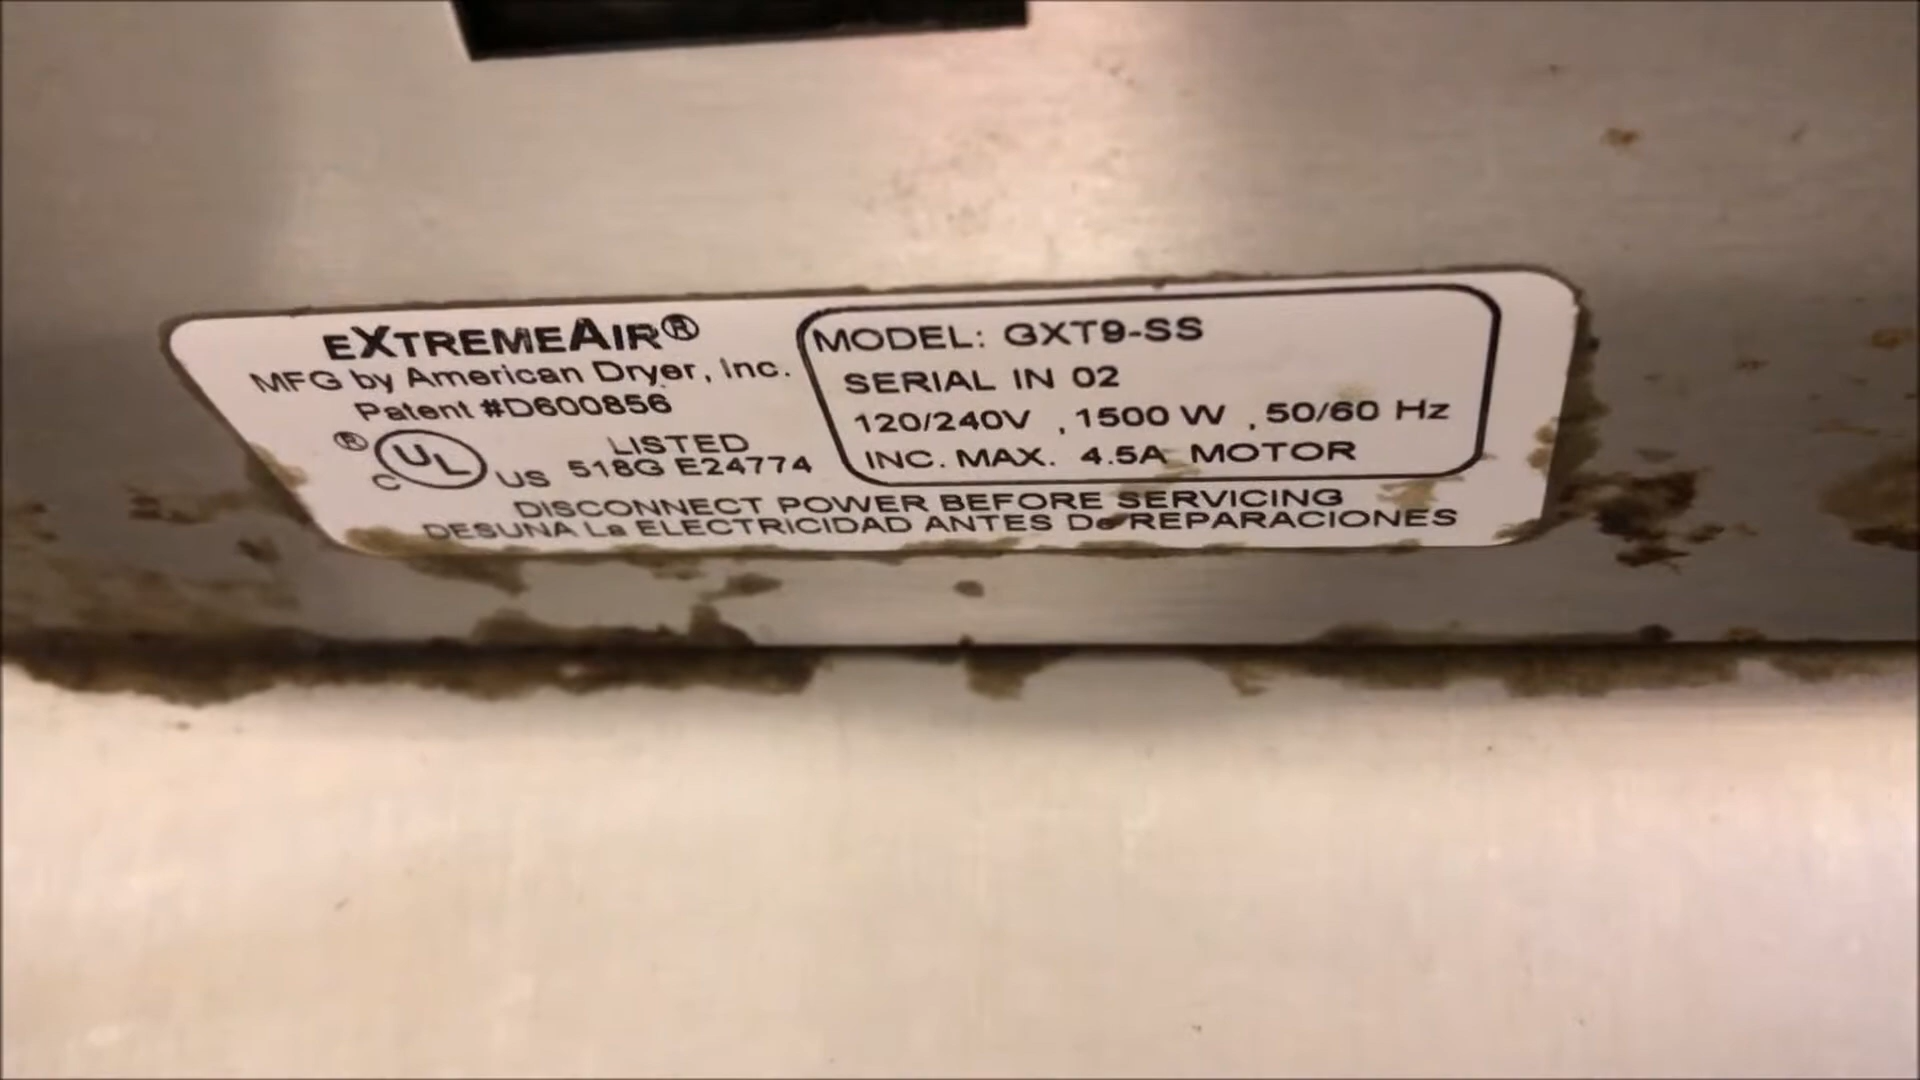 eXtremeAir®
MFG by American Dryer, Inc.
Patent #D600856
® C UL US LISTED
518G E24774
MODEL: GXT9-SS
SERIAL IN 02
120/240V , 1500 W , 50/60 Hz
INC. MAX. 4.5A MOTOR
DISCONNECT POWER BEFORE SERVICING
DESUNA La ELECTRICIDAD ANTES De REPARACIONES